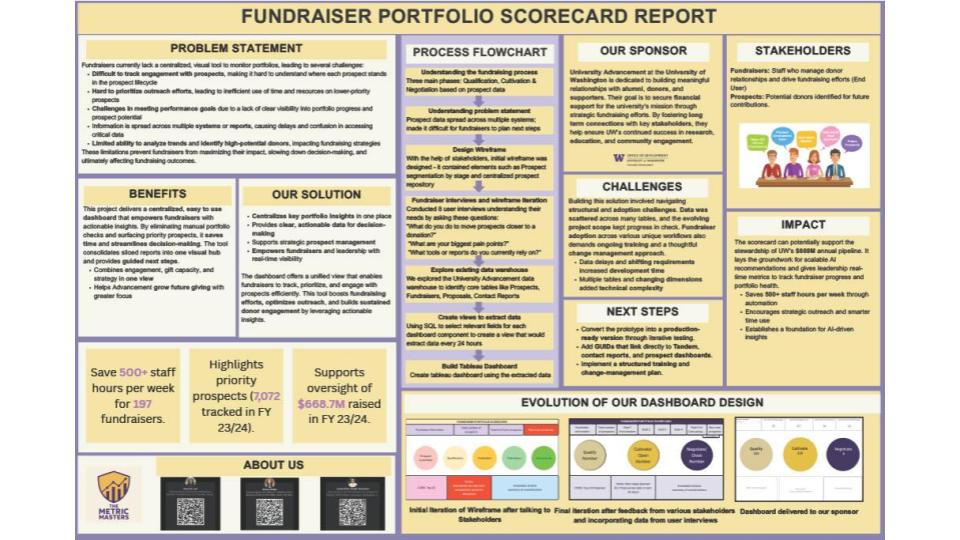 FUNDRAISER PORTFOLIO SCORECARD REPORT
PROBLEM STATEMENT
Fundraisers currently lack a centralized, visual tool to monitor portfolios, leading to several challenges:
• Difficult to track engagement with prospects, making it hard to understand where each prospect stands
in the prospect lifecycle
• Hard to prioritize outreach efforts, leading to inefficient use of time and resources on lower-priority
prospects
• Challenges in meeting performance goals due to a lack of clear visibility into portfolio progress and
prospect potential
• Information is spread across multiple systems or reports, causing delays and confusion in accessing
critical data
• Limited ability to analyze trends and identify high-potential donors, impacting fundraising strategies
These limitations prevent fundraisers from maximizing their impact, slowing down decision-making, and
ultimately affecting fundraising outcomes.
BENEFITS
This project delivers a centralized, easy to use
dashboard that empowers fundraisers with
actionable insights. By eliminating manual portfolio
checks and surfacing priority prospects, it saves
time and streamlines decision-making. The tool
consolidates siloed reports into one visual hub
and provides guided next steps.
• Combines engagement, gift capacity, and
strategy in one view
• Helps Advancement grow future giving with
greater focus
OUR SOLUTION
• Centralizes key portfolio insights in one place
• Provides clear, actionable data for decision-
making
• Supports strategic prospect management
• Empowers fundraisers and leadership with
real-time visibility
The dashboard offers a unified view that enables
fundraisers to track, prioritize, and engage with
prospects efficiently. This tool boosts fundraising
efforts, optimizes outreach, and builds sustained
donor engagement by leveraging actionable
insights.
Save 500+ staff
hours per week
for 197
fundraisers.
Highlights
priority
prospects (7,072
tracked in FY
23/24).
Supports
oversight of
$668.7M raised
in FY 23/24.
THE
METRIC
MASTERS
ABOUT US
PROCESS FLOWCHART
Understanding the fundraising process
Three main phases: Qualification, Cultivation &
Negotiation based on prospect data
Understanding problem statement
Prospect data spread across multiple systems;
made it difficult for fundraisers to plan next steps
Design Wireframe
With the help of stakeholders, initial wireframe was
designed - it contained elements such as Prospect
segmentation by stage and centralized prospect
repository
Fundraiser interviews and wireframe iteration
Conducted 8 user interviews understanding their
needs by asking these questions:
"What do you do to move prospects closer to a
donation?"
"What are your biggest pain points?"
"What tools or reports do you currently rely on?"
Explore existing data warehouse
We explored the University Advancement data
warehouse to identify core tables like Prospects,
Fundraisers, Proposals, Contact Reports
Create views to extract data
Using SQL to select relevant fields for each
dashboard component to create a view that would
extract data every 24 hours
Build Tableau Dashboard
Create tableau dashboard using the extracted data
OUR SPONSOR
University Advancement at the University of
Washington is dedicated to building meaningful
relationships with alumni, donors, and
supporters. Their goal is to secure financial
support for the university's mission through
strategic fundraising efforts. By fostering long
term connections with key stakeholders, they
help ensure UW's continued success in research,
education, and community engagement.
W
CHALLENGES
Building this solution involved navigating
structural and adoption challenges. Data was
scattered across many tables, and the evolving
project scope kept progress in check. Fundraiser
adoption across various unique workflows also
demands ongoing training and a thoughtful
change management approach.
• Data delays and shifting requirements
increased development time
• Multiple tables and changing dimensions
added technical complexity
NEXT STEPS
• Convert the prototype into a production-
ready version through iterative testing.
• Add GUIDs that link directly to Tandem,
contact reports, and prospect dashboards.
• Implement a structured training and
change-management plan.
STAKEHOLDERS
Fundraisers: Staff who manage donor
relationships and drive fundraising efforts (End
User)
Prospects: Potential donors identified for future
contributions.
IMPACT
The scorecard can potentially support the
stewardship of UW's annual pipeline. It
lays the groundwork for scalable AI
recommendations and gives leadership real-
time metrics to track fundraiser progress and
portfolio health.
• Saves 500+ staff hours per week through
automation
• Encourages strategic outreach and smarter
time use
• Establishes a foundation for AI-driven
insights
EVOLUTION OF OUR DASHBOARD DESIGN
Quality
Number
Cultivate/
Open
Number
Negotiate/
Close
Number
Quality
Cultivate
Negotiate
Initial Iteration of Wireframe after talking to
Stakeholders
Final iteration after feedback from various stakeholders
and incorporating data from user interviews
Dashboard delivered to our sponsor